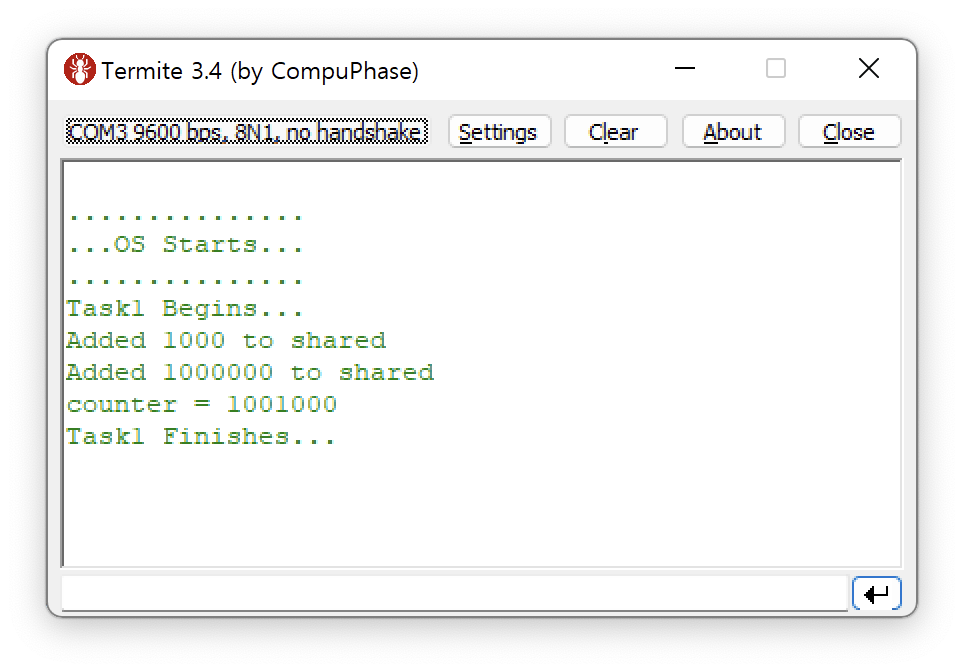 Termite 3.4 (by CompuPhase)
COM3 9600 bps, 8N1, no handshake Settings Clear About Close
...............
...OS Starts...
...............
Task1 Begins...
Added 1000 to shared
Added 1000000 to shared
counter = 1001000
Task1 Finishes...